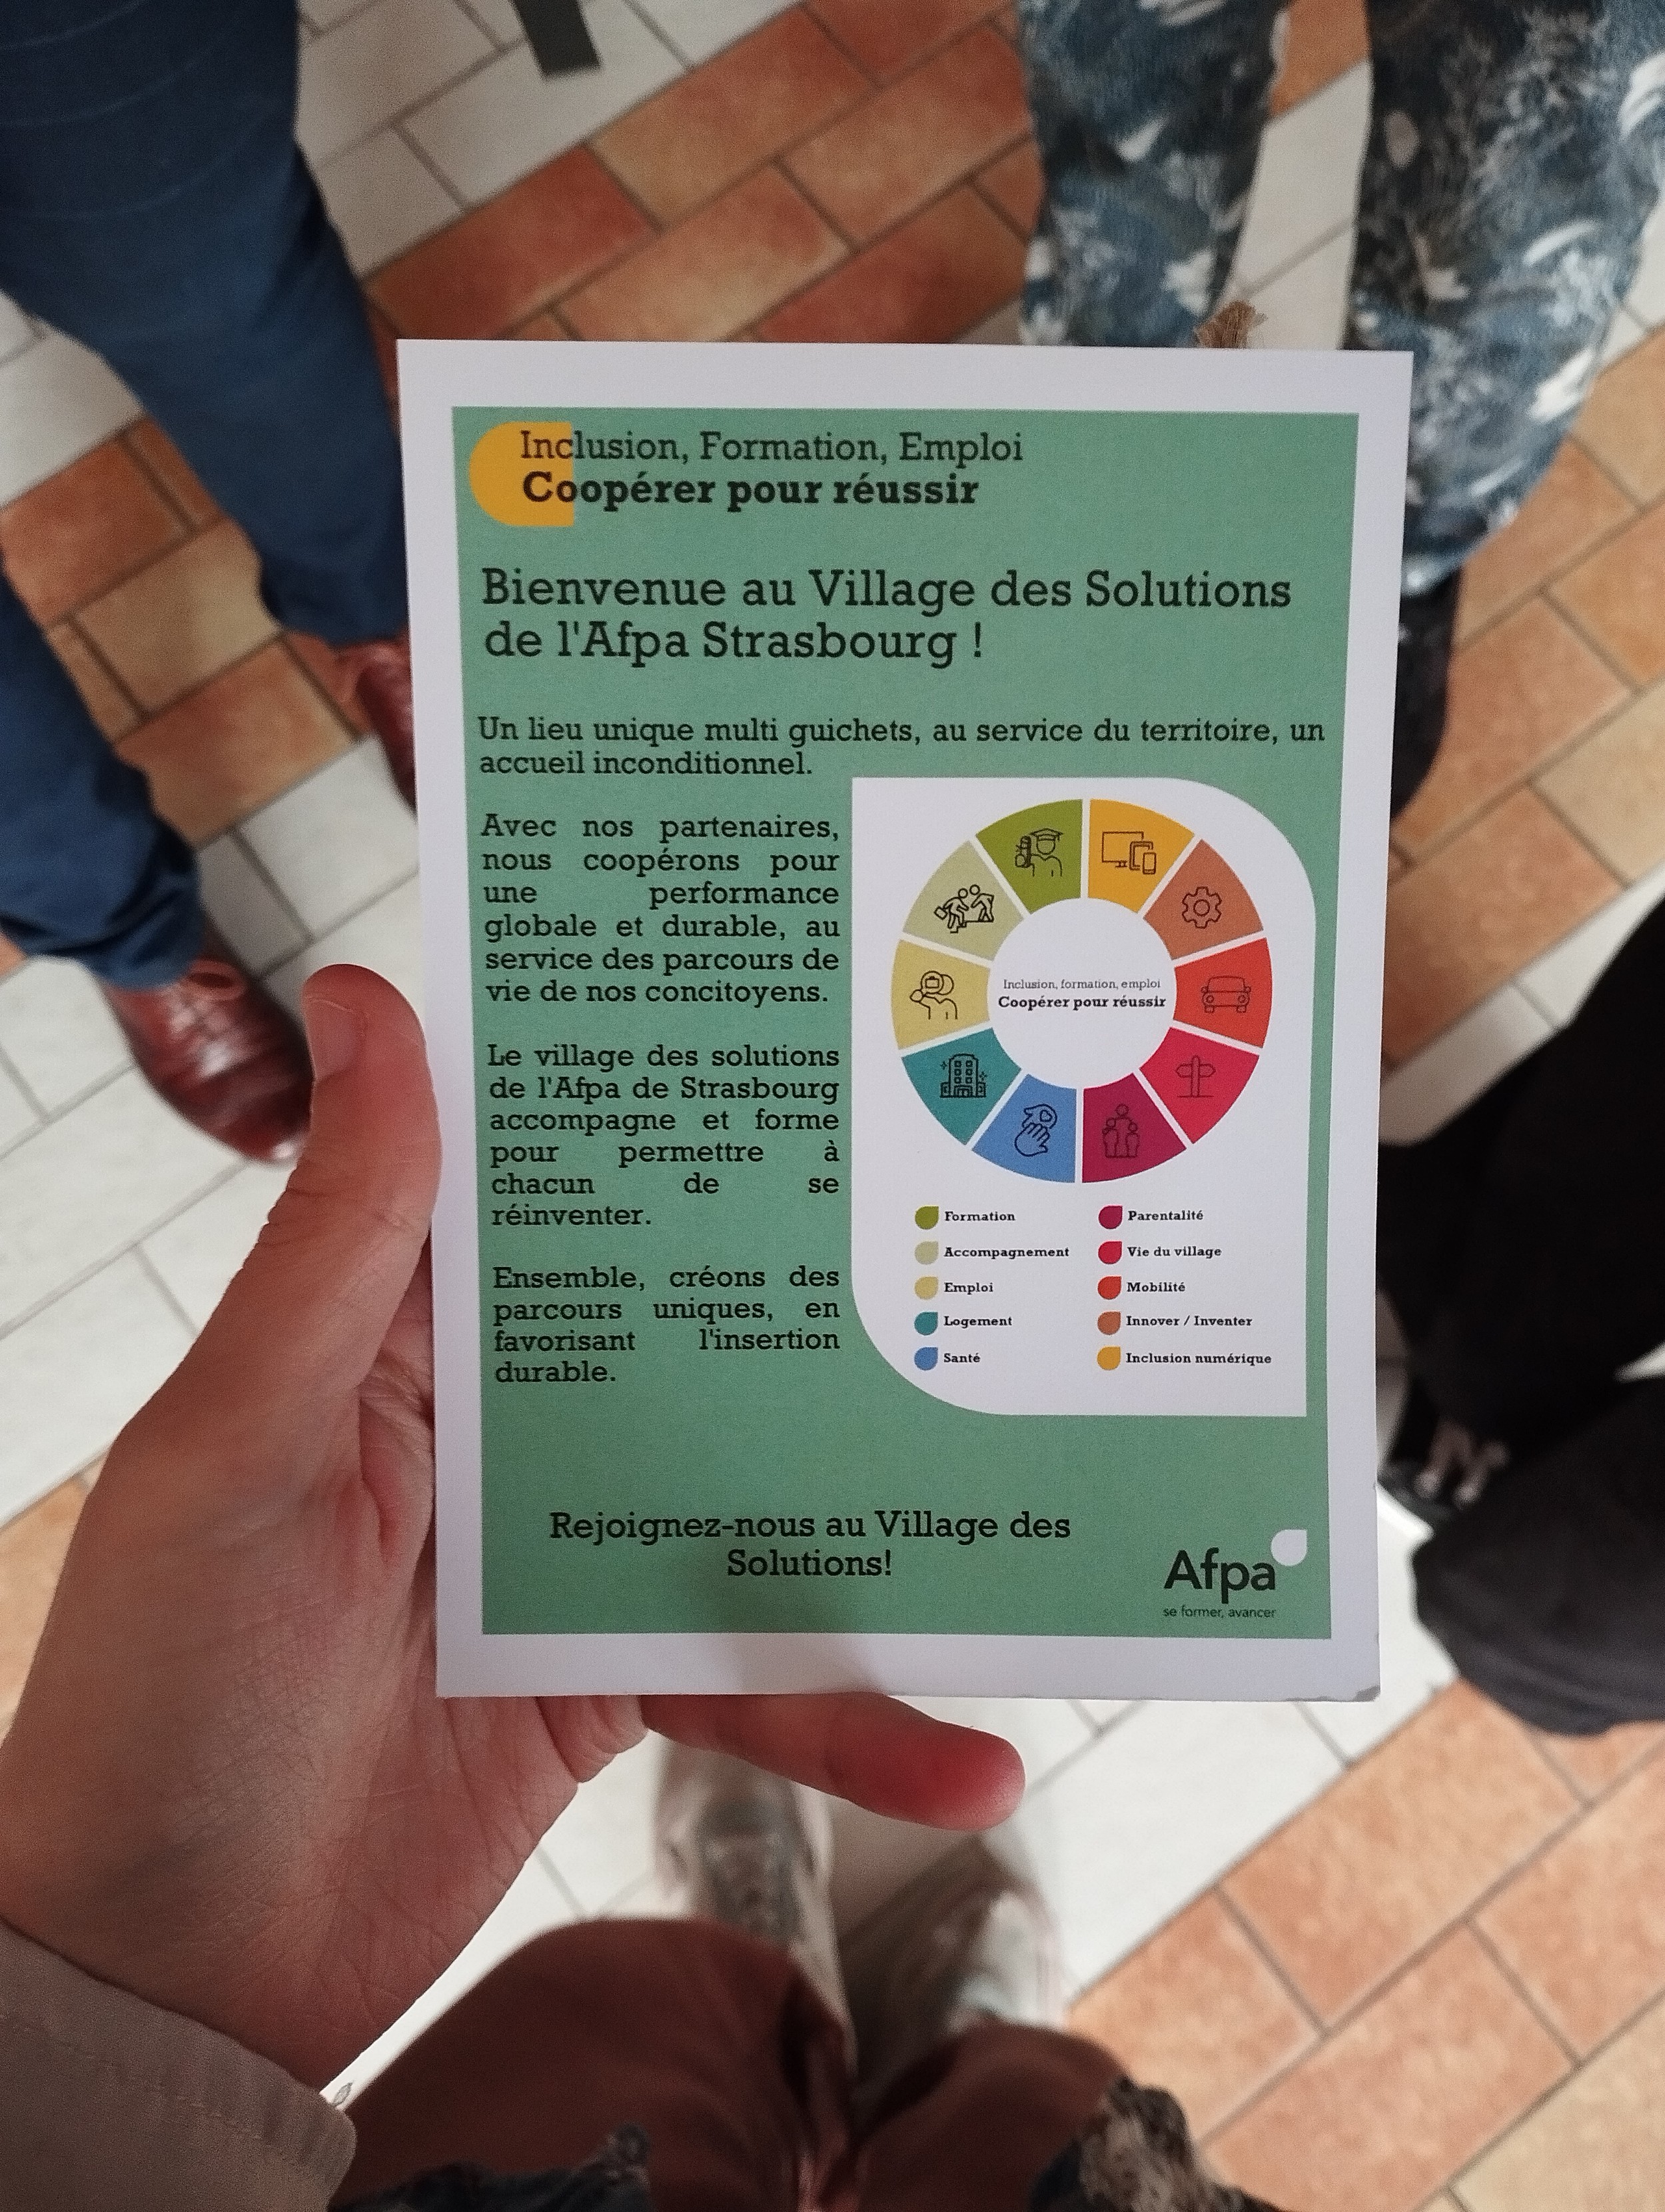 Inclusion, Formation, Emploi
Coopérer pour réussir
Bienvenue au Village des Solutions
de l'Afpa Strasbourg !
Un lieu unique multi guichets, au service du territoire, un
accueil inconditionnel.
Avec nos partenaires,
nous coopérons pour
une performance
globale et durable, au
service des parcours de
vie de nos concitoyens.
Le village des solutions
de l'Afpa de Strasbourg
accompagne et forme
pour permettre à
chacun de se
réinventer.
Ensemble, créons des
parcours uniques, en
favorisant l'insertion
durable.
Inclusion, formation, emploi
Coopérer pour réussir
Formation
Accompagnement
Emploi
Logement
Santé
Parentalité
Vie du village
Mobilité
Innover / Inventer
Inclusion numérique
Rejoignez-nous au Village des
Solutions!
Afpa
se former, avancer